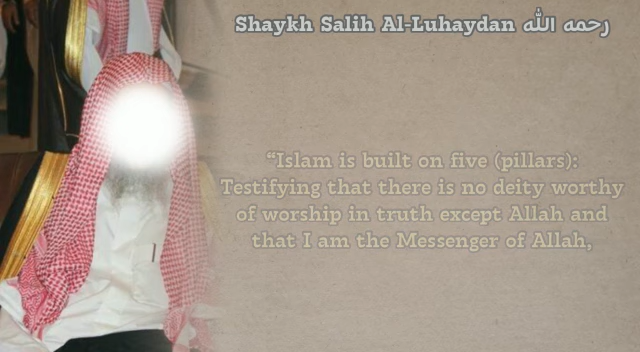 Shaykh Salih Al-Luhaydan رحمه الله
“Islam is built on five (pillars):
Testifying that there is no deity worthy
of worship in truth except Allah and
that I am the Messenger of Allah,